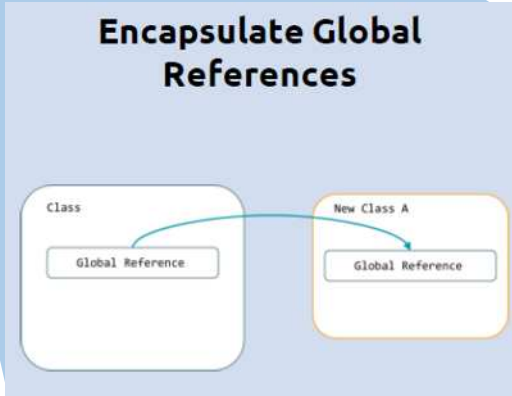 Encapsulate Global
References
Class
Global Reference
New Class A
Global Reference